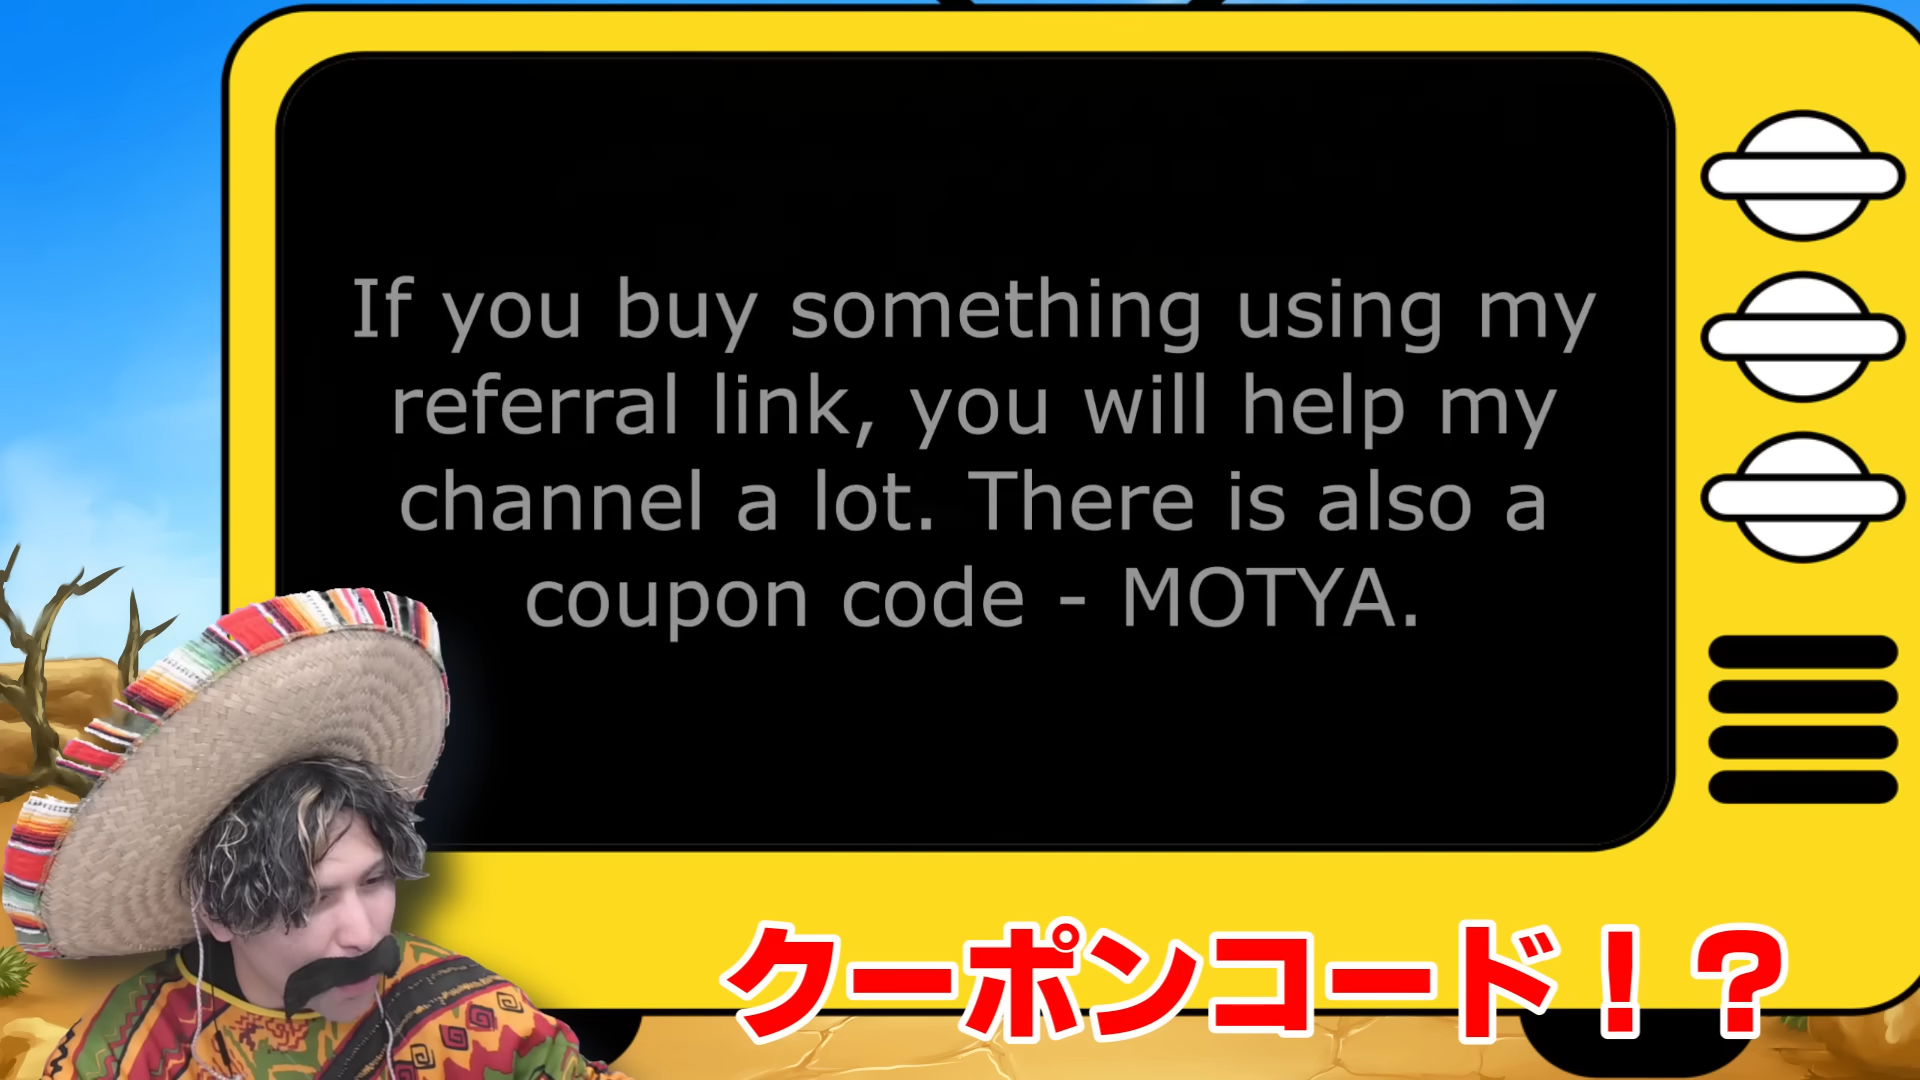 If you buy something using my
referral link, you will help my
channel a lot. There is also a
coupon code - MOTYA.
クーポンコード！？